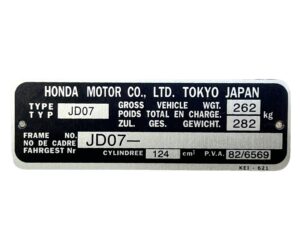 HONDA MOTOR CO., LTD. TOKYO JAPAN
TYPE TYP JD07 GROSS VEHICLE WGT. 262 kg
POIDS TOTAL EN CHARGE.
ZUL. GES. GEWICHT. 282
FRAME NO. JD07—
NO DE CADRE
FAHRGEST Nr CYLINDREE 124 cm³ P.V.A. 82/6569
KE1 - 621